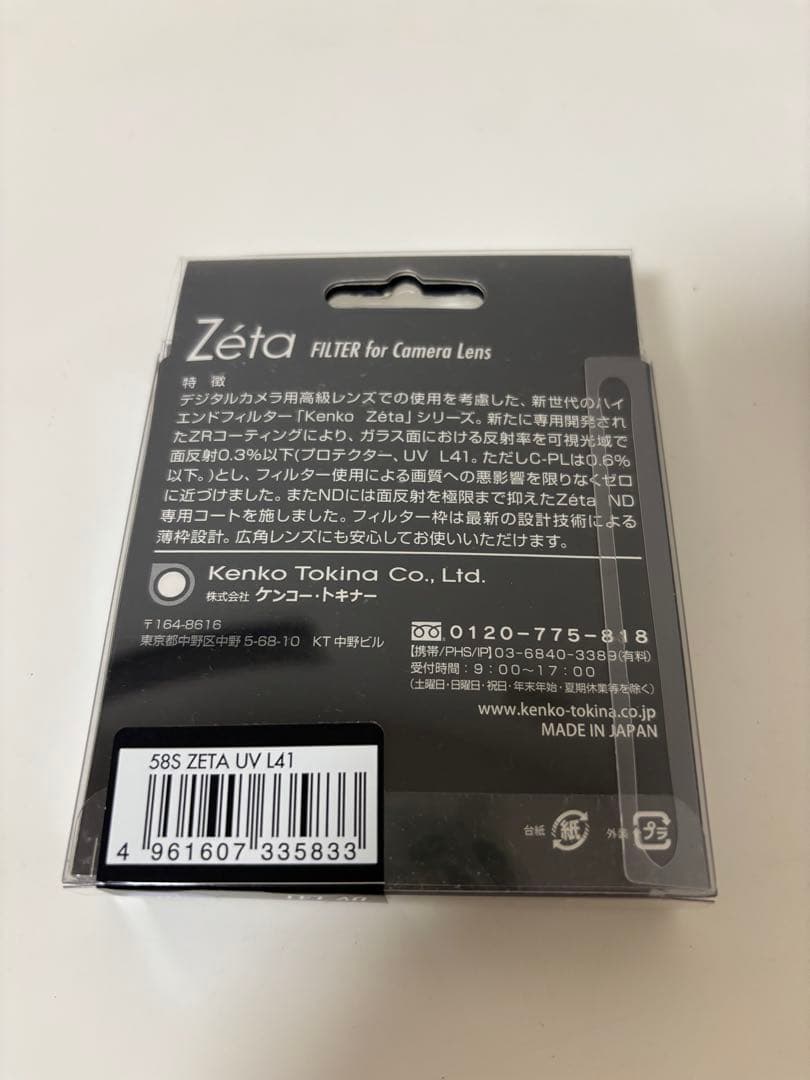 Zéta FILTER for Camera Lens
特 徴
デジタルカメラ用高級レンズでの使用を考慮した、新世代のハイ
エンドフィルター「Kenko Zéta」シリーズ。新たに専用開発され
たZRコーティングにより、ガラス面における反射率を可視光域で
面反射0.3%以下(プロテクター、UV L41。ただしC-PLは0.6%
以下。)とし、フィルター使用による画質への悪影響を限りなくゼロ
に近づけました。またNDには面反射を極限まで抑えたZéta ND
専用コートを施しました。フィルター枠は最新の設計技術による
薄枠設計。広角レンズにも安心してお使いいただけます。
Kenko Tokina Co., Ltd.
株式会社 ケンコー・トキナー
〒164-8616
東京都中野区中野 5-68-10 KT 中野ビル
0120-775-818
【携帯/PHS/IP】03-6840-3389(有料)
受付時間:9:00~17:00
(土曜日・日曜日・祝日・年末年始・夏期休業等を除く)
www.kenko-tokina.co.jp
MADE IN JAPAN
58S ZETA UV L41
4 961607 335833
台紙 紙 外装 プラ